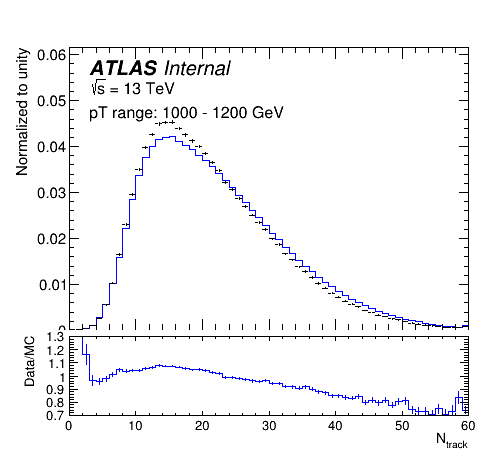 ATLAS Internal
√s = 13 TeV
pT range: 1000 - 1200 GeV
Normalized to unity
0.06
0.05
0.04
0.03
0.02
0.01
0
Data/MC
1.3
1.2
1.1
1
0.9
0.8
0.7
0 10 20 30 40 50 60
N_track